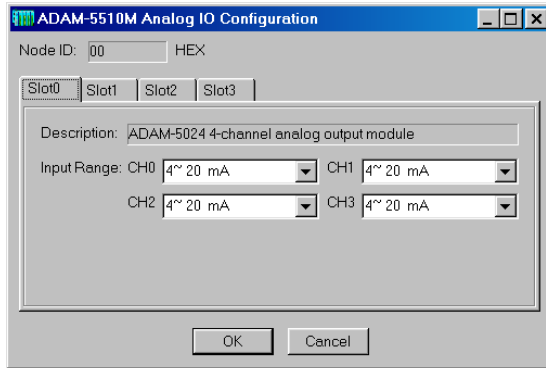 ADAM-5510M Analog IO Configuration
Node ID: 00 HEX
Slot0 Slot1 Slot2 Slot3
Description: ADAM-5024 4-channel analog output module
Input Range: CH0 4~ 20 mA CH1 4~ 20 mA
CH2 4~ 20 mA CH3 4~ 20 mA
OK Cancel